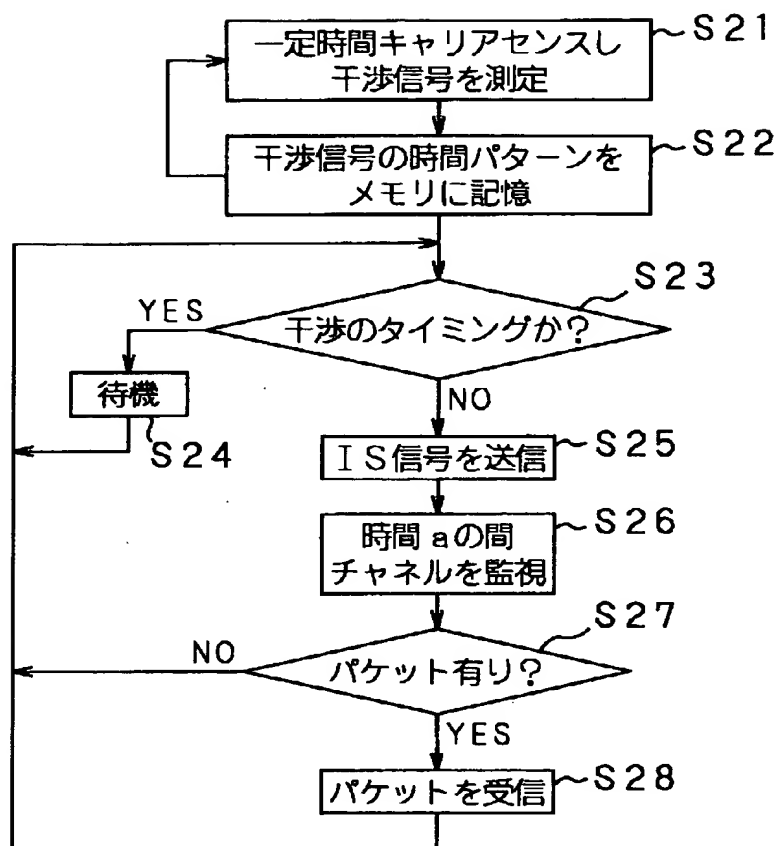 一定時間キャリアセンスし
干渉信号を測定
S21
干渉信号の時間パターンを
メモリに記憶
S22
干渉のタイミングか?
S23
YES
待機
S24
NO
IS信号を送信
S25
時間aの間
チャネルを監視
S26
パケット有り?
S27
NO
YES
パケットを受信
S28